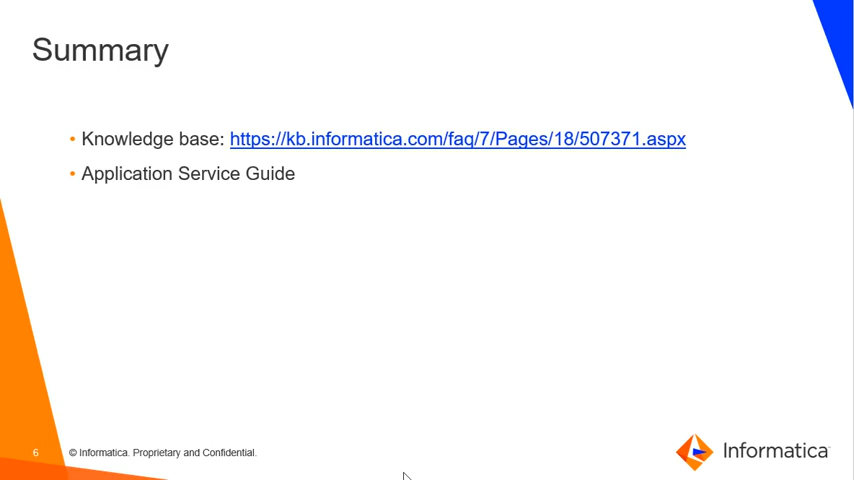 Summary
• Knowledge base: https://kb.informatica.com/faq/7/Pages/18/507371.aspx
• Application Service Guide
6 © Informatica. Proprietary and Confidential.
Informatica